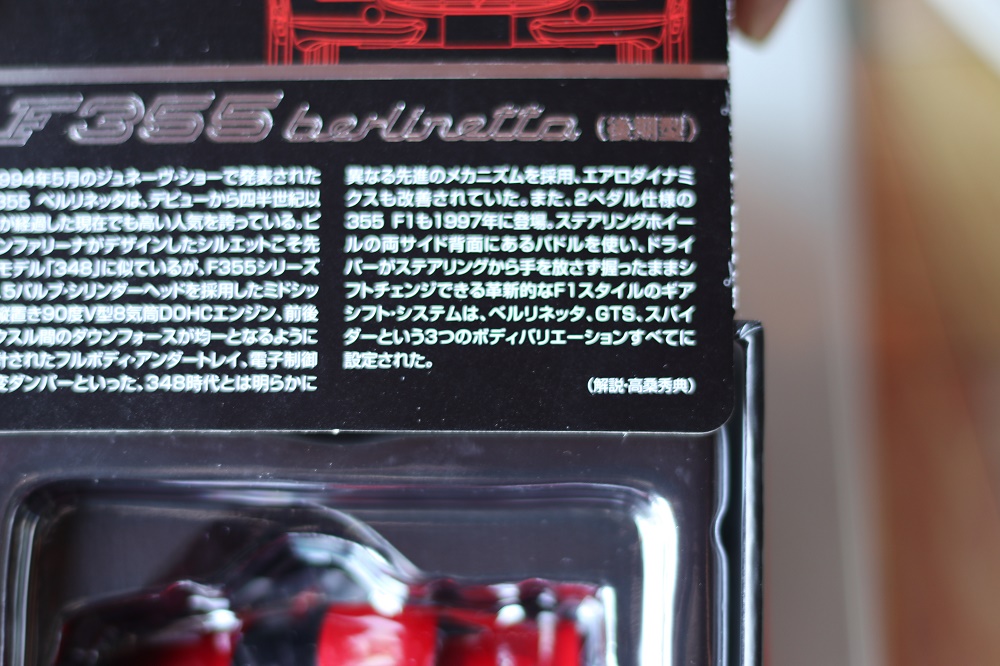 F355 berlinetta (後期型)
994年5月のジュネーヴ・ショーで発表された
355 ベルリネッタは、デビューから四半世紀以
が経過した現在でも高い人気を誇っている。ピ
ンファリーナがデザインしたシルエットこそ先
モデル「348」に似ているが、F355シリーズ
5バルブ・シリンダーヘッドを採用したミドシッ
縦置き90度V型8気筒DOHCエンジン、前後
クスル間のダウンフォースが均一となるように
計されたフルボディ・アンダートレイ、電子制御
変ダンパーといった、348時代とは明らかに
異なる先進のメカニズムを採用、エアロダイナミ
クスも改善されていた。また、2ペダル仕様の
355 F1も1997年に登場。ステアリングホイー
ルの両サイド背面にあるパドルを使い、ドライ
バーがステアリングから手を放さず握ったままシ
フトチェンジできる革新的なF1スタイルのギア
シフト・システムは、ベルリネッタ、GTS、スパイ
ダーという3つのボディバリエーションすべてに
設定された。
(解説・高桑秀典)